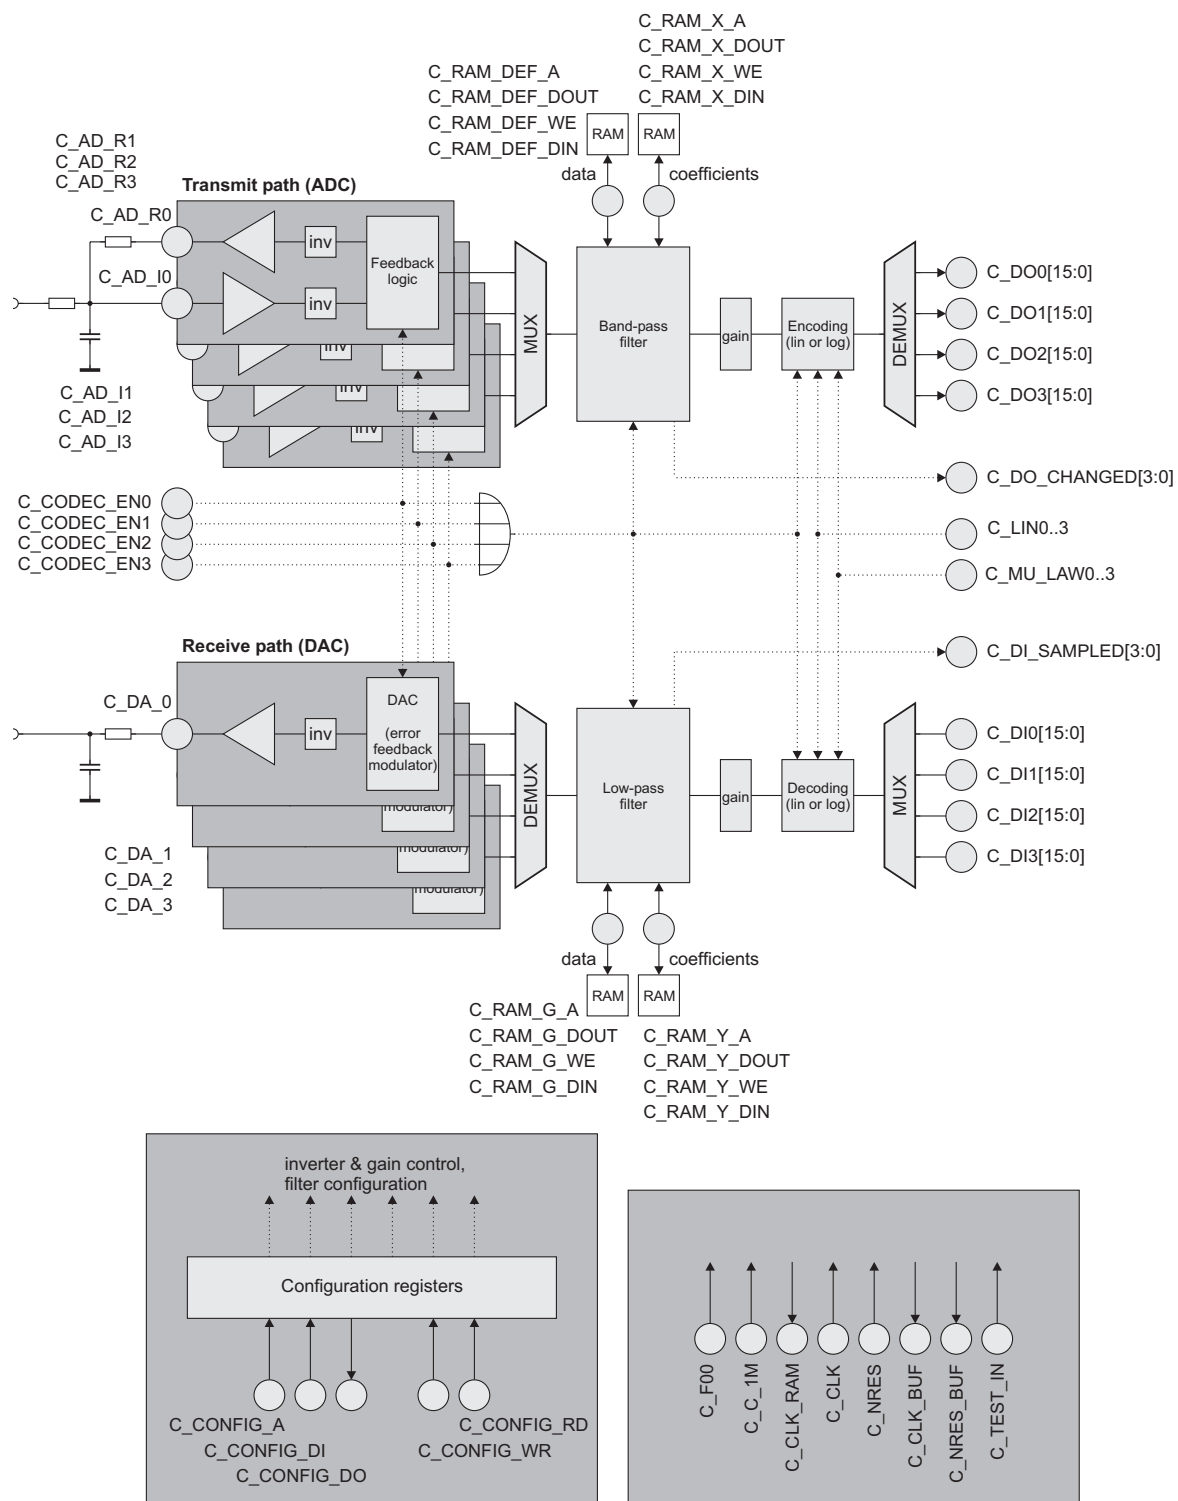 C_RAM_X_A
C_RAM_X_DOUT
C_RAM_X_WE
C_RAM_X_DIN
C_RAM_DEF_A
C_RAM_DEF_DOUT
C_RAM_DEF_WE
C_RAM_DEF_DIN
RAM
RAM
data
coefficients
C_AD_R1
C_AD_R2
C_AD_R3
Transmit path (ADC)
C_AD_R0
C_AD_I0
inv
inv
Feedback
logic
inv
inv
inv
MUX
Band-pass
filter
gain
Encoding
(lin or log)
DEMUX
C_DO0[15:0]
C_DO1[15:0]
C_DO2[15:0]
C_DO3[15:0]
C_AD_I1
C_AD_I2
C_AD_I3
C_DO_CHANGED[3:0]
C_CODEC_EN0
C_CODEC_EN1
C_CODEC_EN2
C_CODEC_EN3
C_LIN0..3
C_MU_LAW0..3
Receive path (DAC)
C_DI_SAMPLED[3:0]
C_DA_0
inv
DAC
(error
feedback
modulator)
modulator)
modulator)
modulator)
DEMUX
Low-pass
filter
gain
Decoding
(lin or log)
MUX
C_DI0[15:0]
C_DI1[15:0]
C_DI2[15:0]
C_DI3[15:0]
C_DA_1
C_DA_2
C_DA_3
data
coefficients
RAM
RAM
C_RAM_G_A
C_RAM_G_DOUT
C_RAM_G_WE
C_RAM_G_DIN
C_RAM_Y_A
C_RAM_Y_DOUT
C_RAM_Y_WE
C_RAM_Y_DIN
inverter & gain control,
filter configuration
Configuration registers
C_CONFIG_A
C_CONFIG_DI
C_CONFIG_DO
C_CONFIG_RD
C_CONFIG_WR
C_F00
C_C_1M
C_CLK_RAM
C_CLK
C_NRES
C_CLK_BUF
C_NRES_BUF
C_TEST_IN